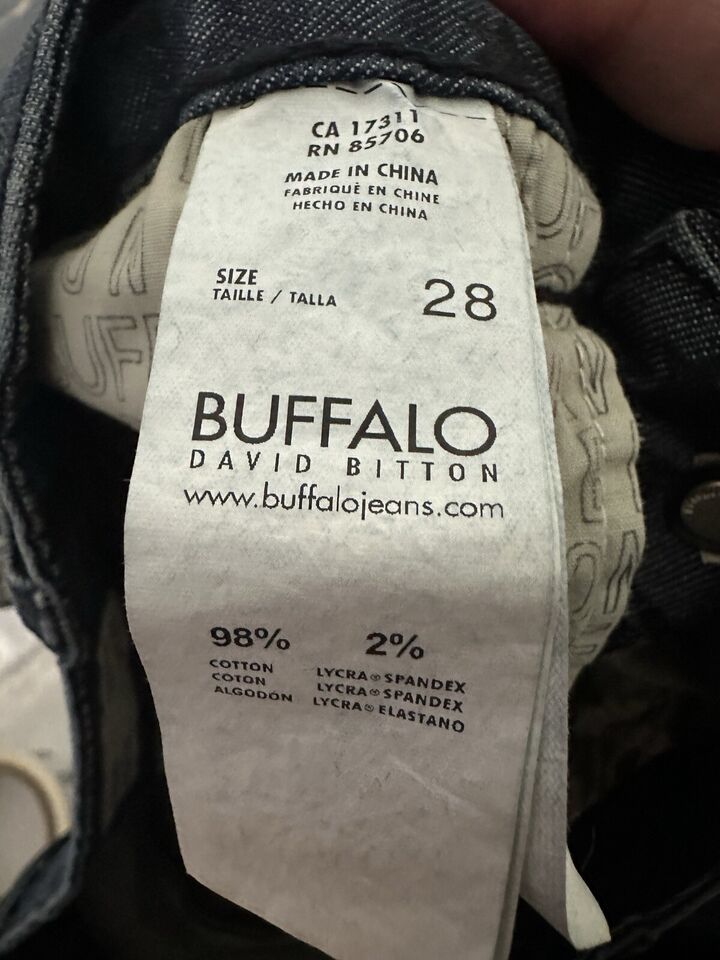 CA 17311
RN 85706
MADE IN CHINA
FABRIQUÈ EN CHINE
HECHO EN CHINA
SIZE
TAILLE / TALLA
28
BUFFALO
DAVID BITTON
www.buffalojeans.com
98% 2%
COTTON LYCRA® SPANDEX
COTON LYCRA® SPANDEX
ALGODÓN LYCRA® ELASTANO